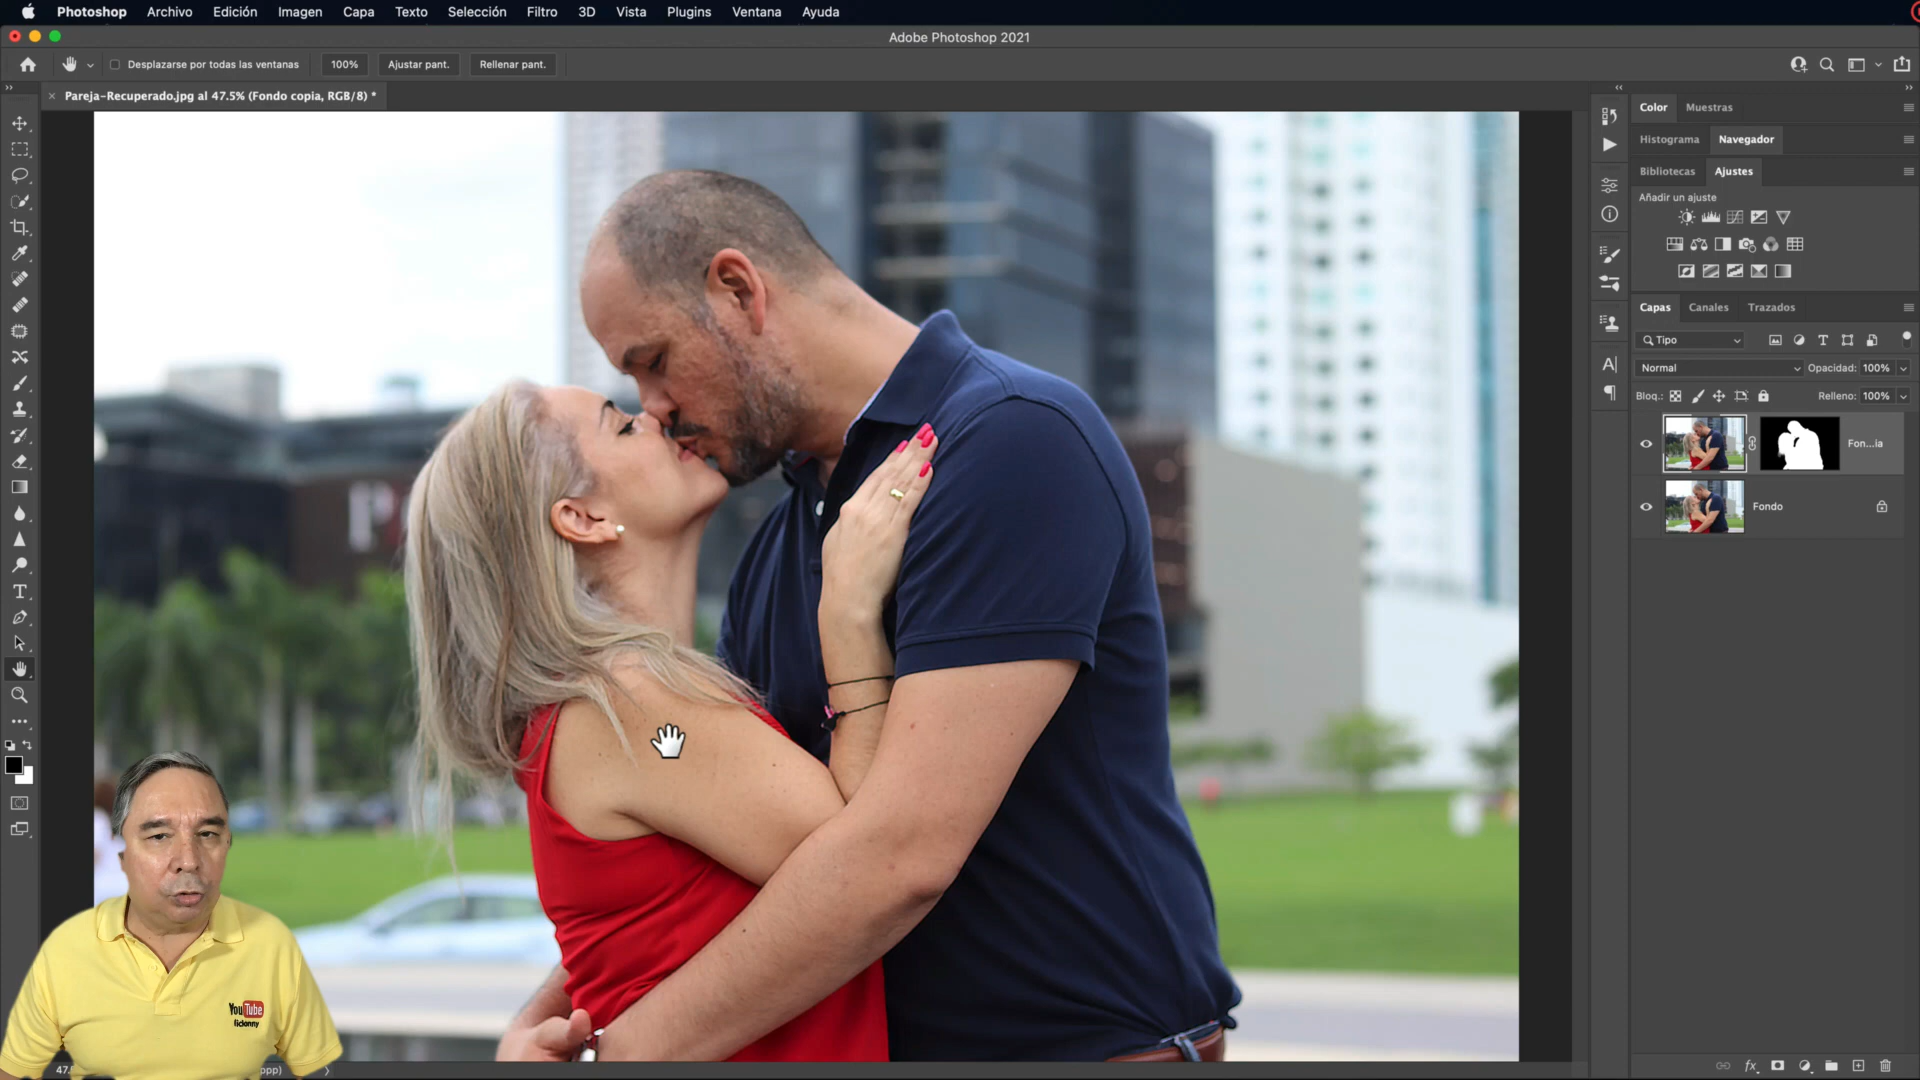 Photoshop Archivo Edición Imagen Capa Texto Selección Filtro 3D Vista Plugins Ventana Ayuda
Adobe Photoshop 2021
Desplazarse por todas las ventanas 100% Ajustar pant. Rellenar pant.
Pareja-Recuperado.jpg al 47.5% (Fondo copia, RGB/8) *
Color Muestras
Histograma Navegador
Bibliotecas Ajustes
Añadir un ajuste
Capas Canales Trazados
Tipo
Normal Opacidad: 100%
Bloq.: Relleno: 100%
Fon...ia
Fondo
P
YouTube
liclonny
47. ppp)